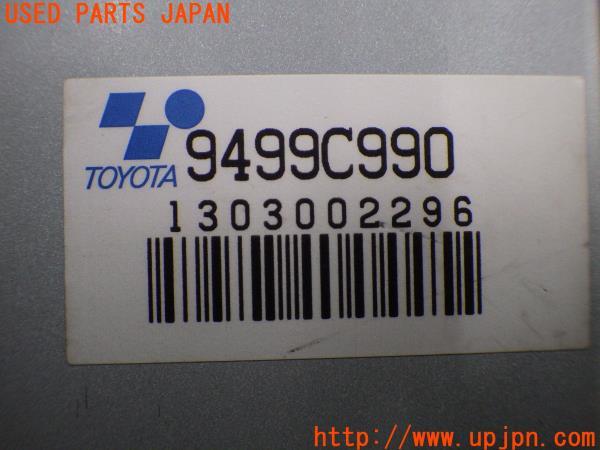 USED PARTS JAPAN
TOYOTA 9499C990
1303002296
http://www.upjpn.com